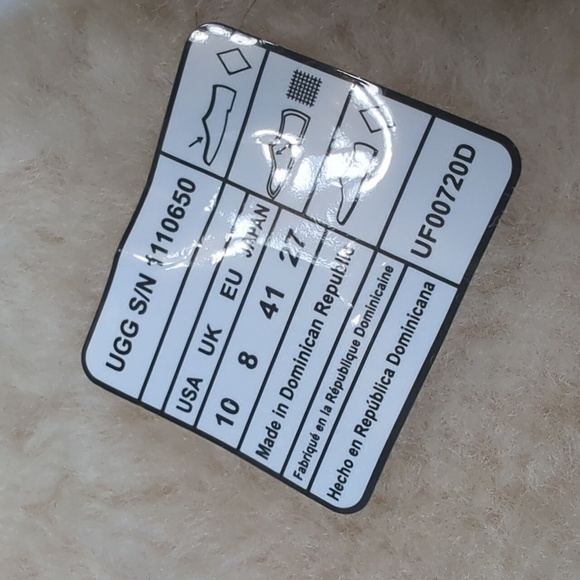 UGG S/N 1110650
USA UK EU JAPAN
10 8 41 27
Made in Dominican Republic
Fabriqué en la République Dominicaine
Hecho en República Dominicana
UF00720D